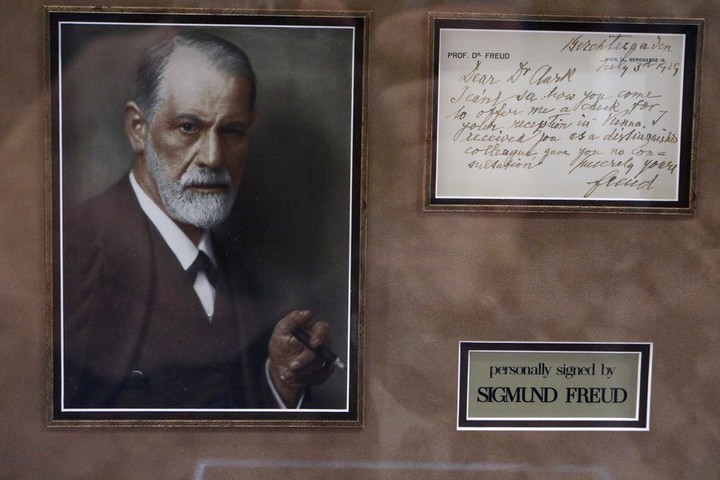 Berchtesgaden
PROF. DR. FREUD
WIEN, IX., BERGGASSE 19.
July 3rd 1929
Dear Dr Clark
I can't see how you come
to offer me a check for
your reception in Vienna. I
received you as a distinguished
colleague gave you no con=
sultation Sincerely yours
Freud
personally signed by
SIGMUND FREUD